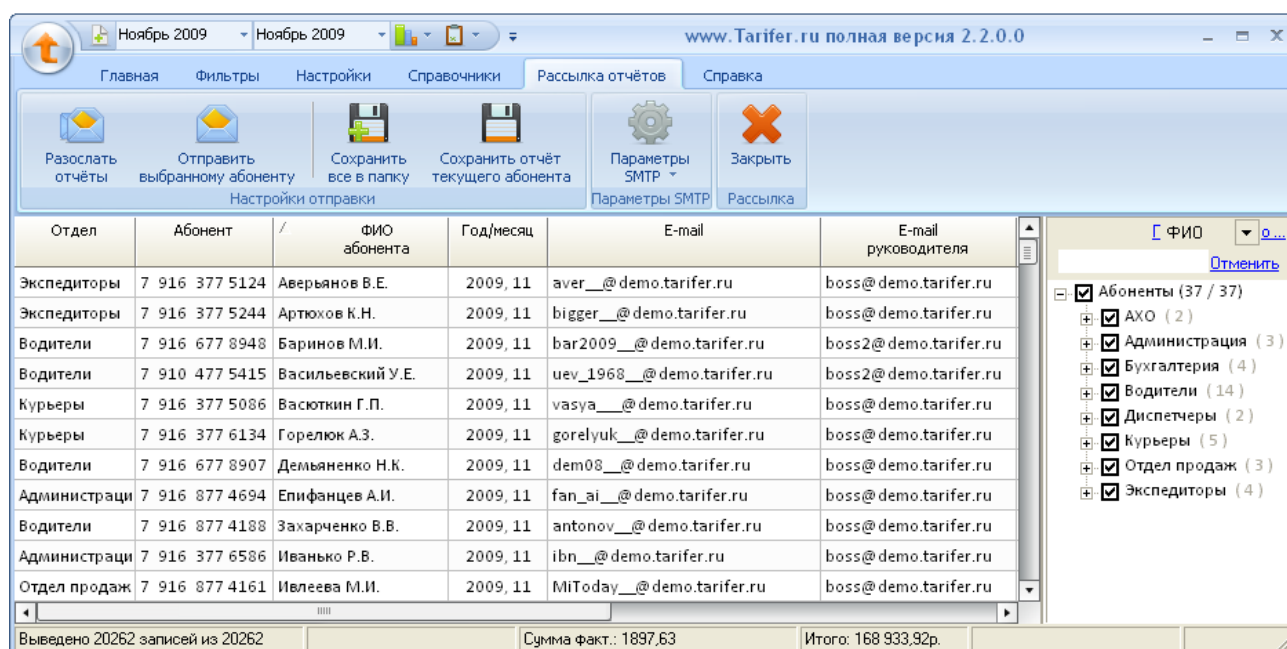 Ноябрь 2009 Ноябрь 2009 www.Tarifer.ru полная версия 2.2.0.0
Главная Фильтры Настройки Справочники Рассылка отчётов Справка
Разослать отчёты
Отправить выбранному абоненту
Сохранить все в папку
Сохранить отчёт текущего абонента
Параметры SMTP
Закрыть
Настройки отправки Параметры SMTP Рассылка
Отдел Абонент ФИО абонента Год/месяц E-mail E-mail руководителя
Экспедиторы 7 916 377 5124 Аверьянов В.Е. 2009, 11 aver__@demo.tarifer.ru boss@demo.tarifer.ru
Экспедиторы 7 916 377 5244 Артюхов К.Н. 2009, 11 bigger__@demo.tarifer.ru boss@demo.tarifer.ru
Водители 7 916 677 8948 Баринов М.И. 2009, 11 bar2009__@demo.tarifer.ru boss2@demo.tarifer.ru
Водители 7 910 477 5415 Васильевский У.Е. 2009, 11 uev_1968__@demo.tarifer.ru boss2@demo.tarifer.ru
Курьеры 7 916 377 5086 Васюткин Г.П. 2009, 11 vasya___@demo.tarifer.ru boss@demo.tarifer.ru
Курьеры 7 916 377 6134 Горелюк А.З. 2009, 11 gorelyuk__@demo.tarifer.ru boss@demo.tarifer.ru
Водители 7 916 677 8907 Демьяненко Н.К. 2009, 11 dem08__@demo.tarifer.ru boss@demo.tarifer.ru
Администраци 7 916 877 4694 Епифанцев А.И. 2009, 11 fan_ai__@demo.tarifer.ru boss@demo.tarifer.ru
Водители 7 916 877 4188 Захарченко В.В. 2009, 11 antonov__@demo.tarifer.ru boss@demo.tarifer.ru
Администраци 7 916 377 6586 Иванько Р.В. 2009, 11 ibn__@demo.tarifer.ru boss@demo.tarifer.ru
Отдел продаж 7 916 877 4161 Ивлеева М.И. 2009, 11 MiToday__@demo.tarifer.ru boss@demo.tarifer.ru
Г ФИО о ...
Отменить
Абоненты (37 / 37)
АХО (2)
Администрация (3)
Бухгалтерия (4)
Водители (14)
Диспетчеры (2)
Курьеры (5)
Отдел продаж (3)
Экспедиторы (4)
Выведено 20262 записей из 20262 Сумма факт.: 1897,63 Итого: 168 933,92р.